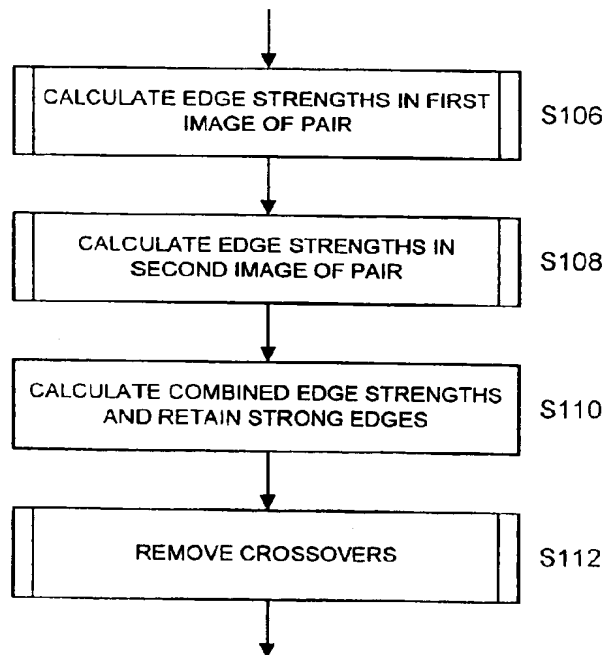 CALCULATE EDGE STRENGTHS IN FIRST
IMAGE OF PAIR
S106
CALCULATE EDGE STRENGTHS IN
SECOND IMAGE OF PAIR
S108
CALCULATE COMBINED EDGE STRENGTHS
AND RETAIN STRONG EDGES
S110
REMOVE CROSSOVERS
S112